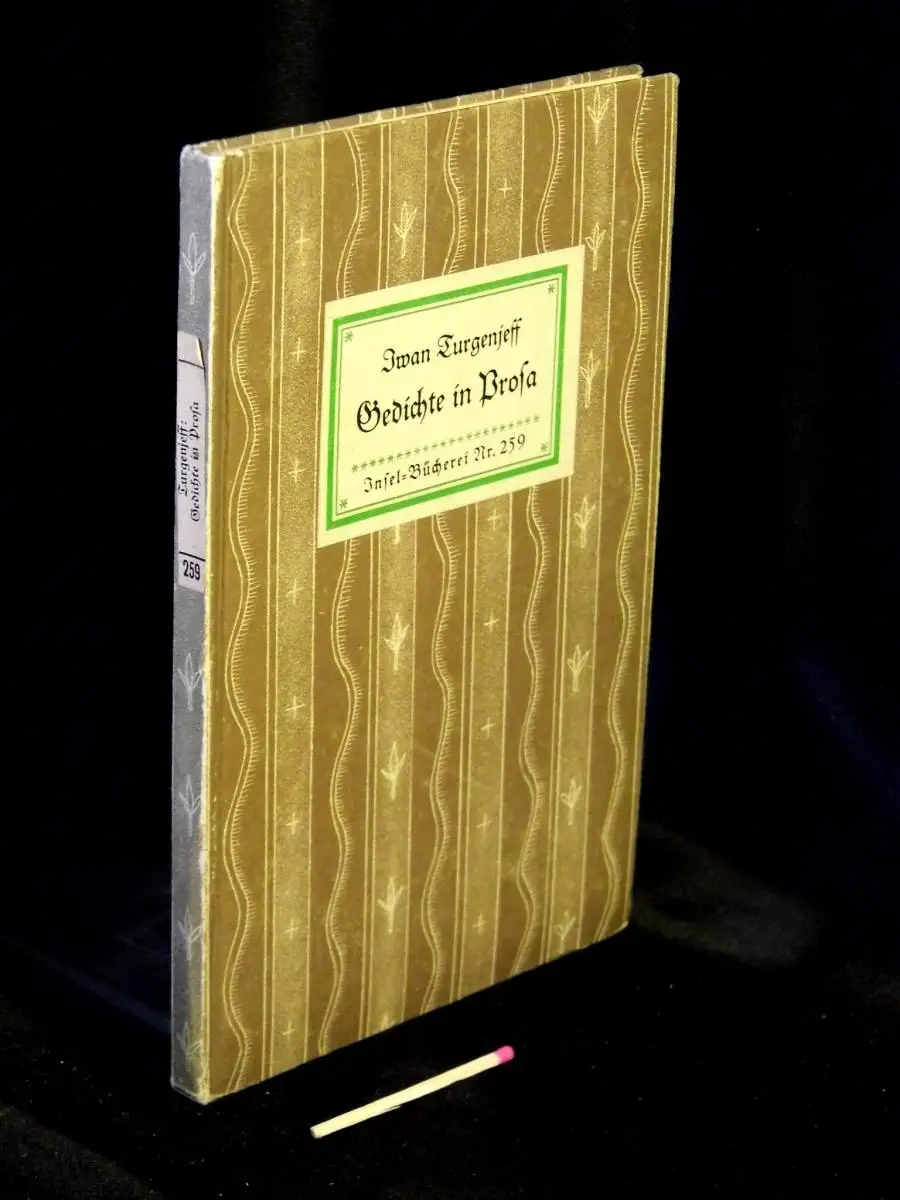 Iwan Turgenjeff
Gedichte in Prosa
Insel-Bücherei Nr. 259
Turgenjeff:
Gedichte in Prosa
259